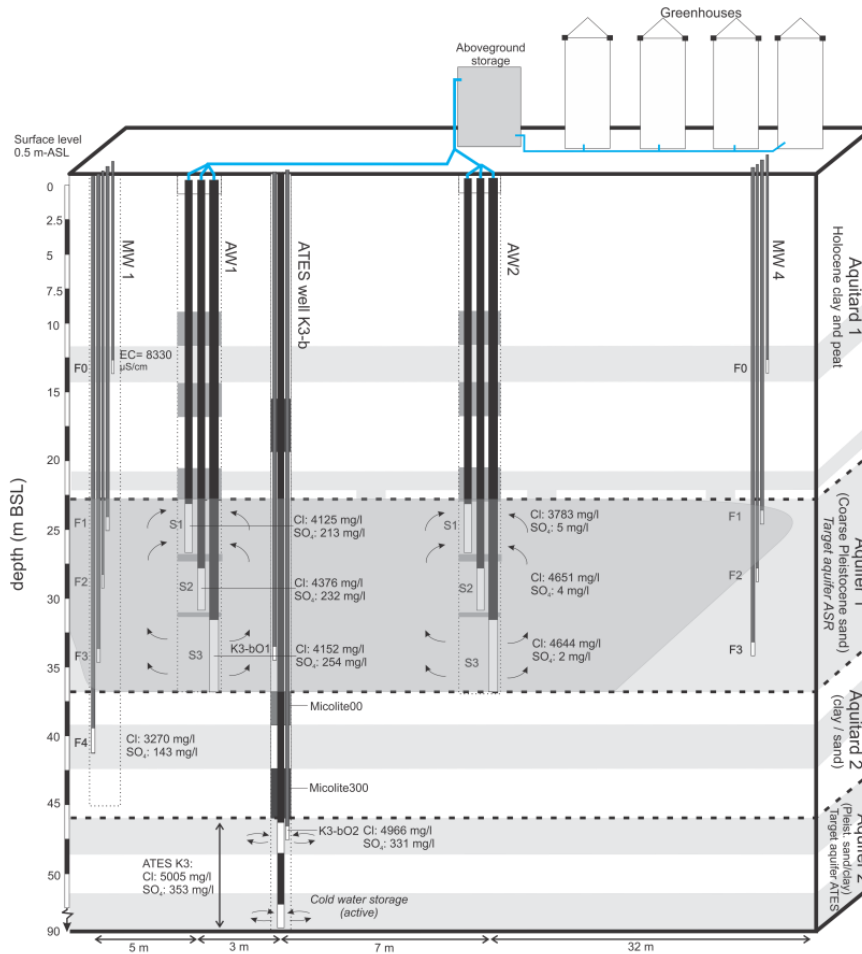 Greenhouses
Aboveground
storage
Surface level
0.5 m-ASL
0
2.5
5
7.5
10
15
20
25
30
35
40
45
50
90
depth (m BSL)
MW 1
AW1
ATES well K3-b
AW2
MW 4
Aquitard 1
Holocene clay and peat
EC= 8330
µS/cm
F0
F0
F1
S1
Cl: 4125 mg/l
SO₄: 213 mg/l
S1
Cl: 3783 mg/l
SO₄: 5 mg/l
F1
F2
S2
Cl: 4376 mg/l
SO₄: 232 mg/l
S2
Cl: 4651 mg/l
SO₄: 4 mg/l
F2
F3
S3
K3-bO1
Cl: 4152 mg/l
SO₄: 254 mg/l
S3
Cl: 4644 mg/l
SO₄: 2 mg/l
F3
Aquifer 1
(Coarse Pleistocene sand)
Target aquifer ASR
F4
Cl: 3270 mg/l
SO₄: 143 mg/l
Micolite00
Micolite300
Aquitard 2
(clay / sand)
K3-bO2
Cl: 4966 mg/l
SO₄: 331 mg/l
ATES K3:
Cl: 5005 mg/l
SO₄: 353 mg/l
Cold water storage
(active)
Aquifer 2
(Pleist. sand/clay)
Target aquifer ATES
5 m
3 m
7 m
32 m